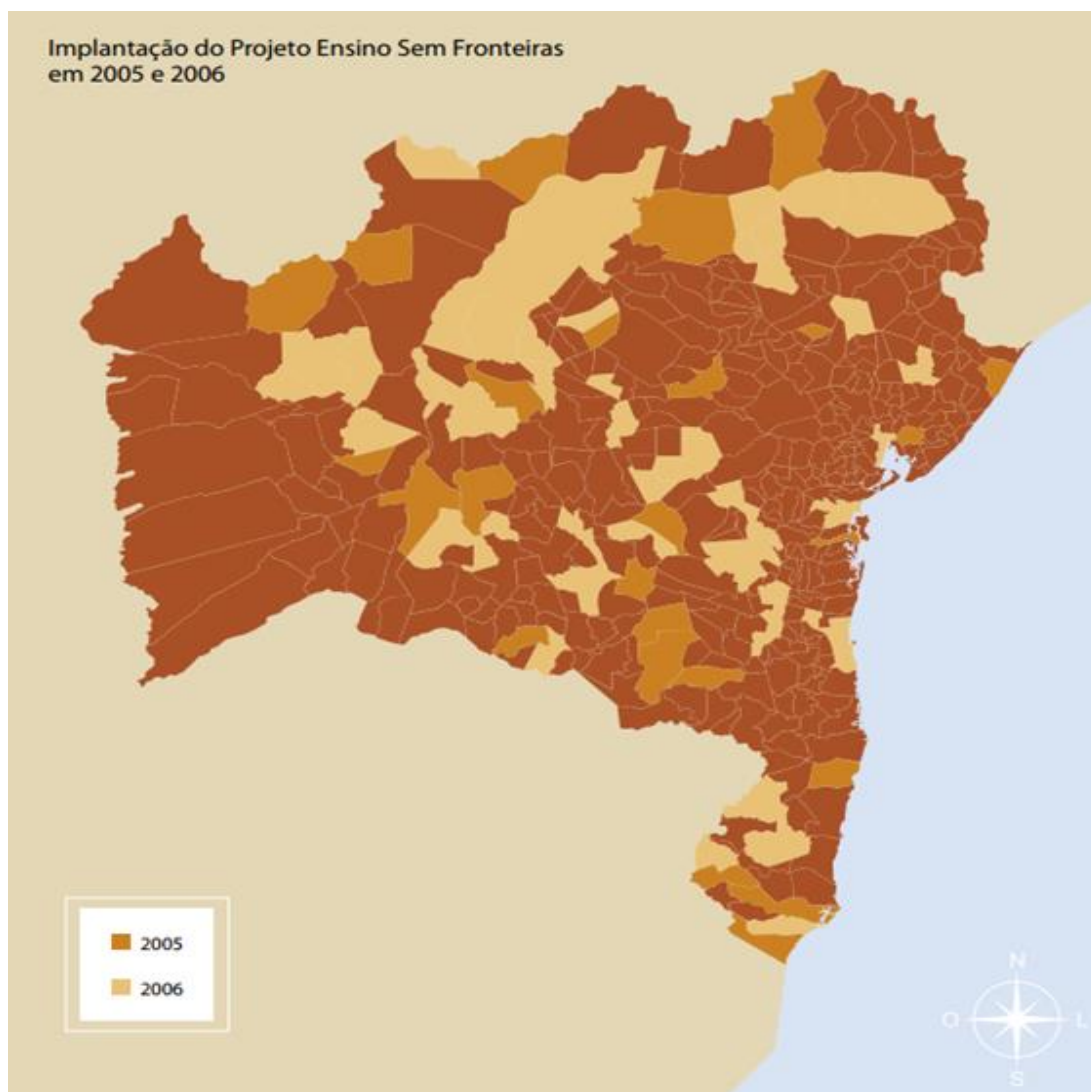 Implantação do Projeto Ensino Sem Fronteiras
em 2005 e 2006
2005
2006
N
O
L
S